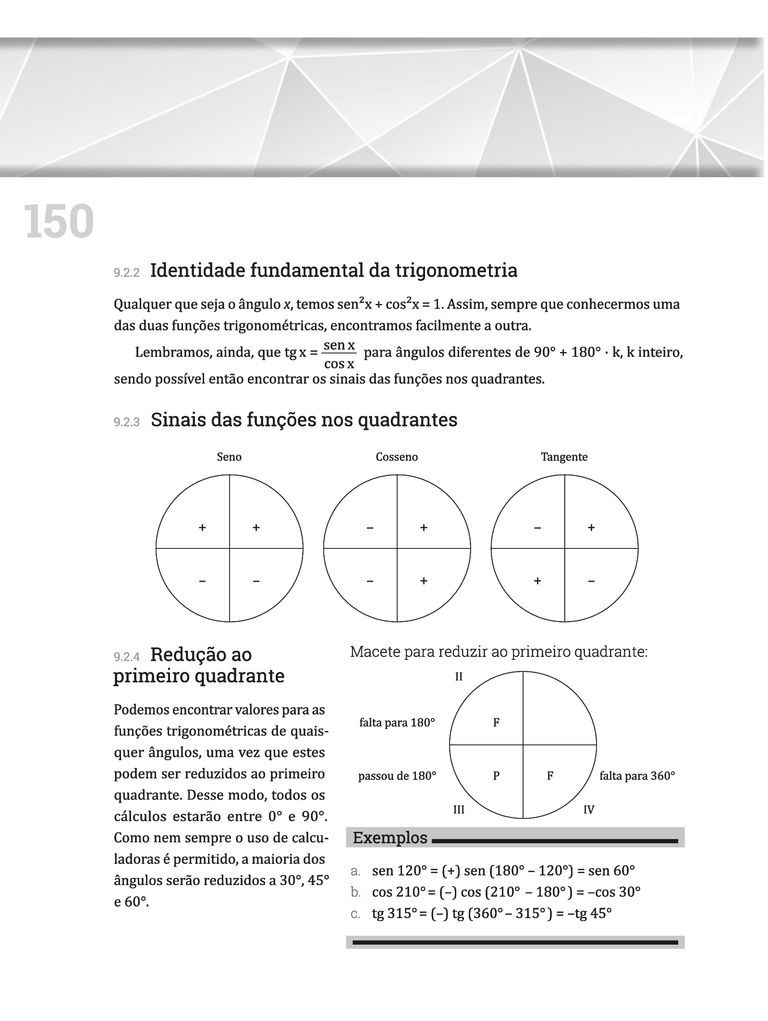 150
9.2.2 Identidade fundamental da trigonometria
Qualquer que seja o ângulo x, temos sen²x + cos²x = 1. Assim, sempre que conhecermos uma
das duas funções trigonométricas, encontramos facilmente a outra.
Lembramos, ainda, que tg x = sen x / cos x para ângulos diferentes de 90° + 180° · k, k inteiro,
sendo possível então encontrar os sinais das funções nos quadrantes.
9.2.3 Sinais das funções nos quadrantes
Seno Cosseno Tangente
+ + – + – +
– – – + + –
9.2.4 Redução ao
primeiro quadrante
Podemos encontrar valores para as
funções trigonométricas de quais-
quer ângulos, uma vez que estes
podem ser reduzidos ao primeiro
quadrante. Desse modo, todos os
cálculos estarão entre 0° e 90°.
Como nem sempre o uso de calcu-
ladoras é permitido, a maioria dos
ângulos serão reduzidos a 30°, 45°
e 60°.
Macete para reduzir ao primeiro quadrante:
II
falta para 180° F
passou de 180° P F falta para 360°
III IV
Exemplos
a. sen 120° = (+) sen (180° – 120°) = sen 60°
b. cos 210° = (–) cos (210° – 180°) = –cos 30°
c. tg 315° = (–) tg (360° – 315°) = –tg 45°